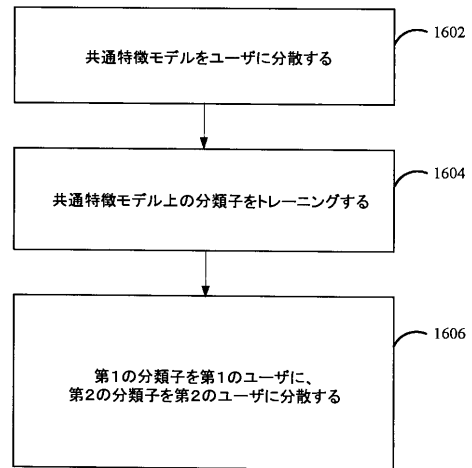 共通特徴モデルをユーザに分散する
1602
共通特徴モデル上の分類子をトレーニングする
1604
第1の分類子を第1のユーザに、
第2の分類子を第2のユーザに分散する
1606